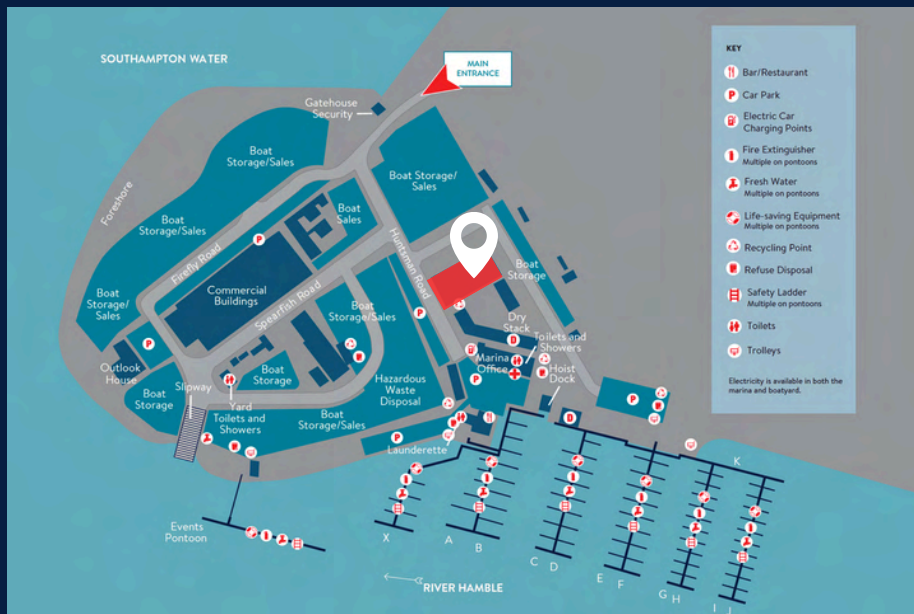 SOUTHAMPTON WATER
MAIN
ENTRANCE
Gatehouse
Security
Boat
Storage/Sales
Boat Storage/
Sales
Foreshore
Boat
Storage/Sales
Boat
Sales
Firefly Road
Huntsman Road
Boat
Storage
P
Commercial
Buildings
Spearfish Road
Boat
Storage/
Sales
Boat
Storage/Sales
P
P
Dry
Stack
D
Toilets and
Showers
Outlook
House
Marina
Office
Hoist
Dock
Slipway
Boat
Storage
Boat
Storage
Hazardous
Waste
Disposal
P
P
Yard
Toilets and
Showers
Boat
Storage/Sales
D
P
Launderette
K
Events
Pontoon
X
A
B
C
D
E
F
G
H
I
J
RIVER HAMBLE
KEY
Bar/Restaurant
P
Car Park
Electric Car
Charging Points
Fire Extinguisher
Multiple on pontoons
Fresh Water
Multiple on pontoons
Life-saving Equipment
Multiple on pontoons
Recycling Point
Refuse Disposal
Safety Ladder
Multiple on pontoons
Toilets
Trolleys
Electricity is available in both the
marina and boatyard.